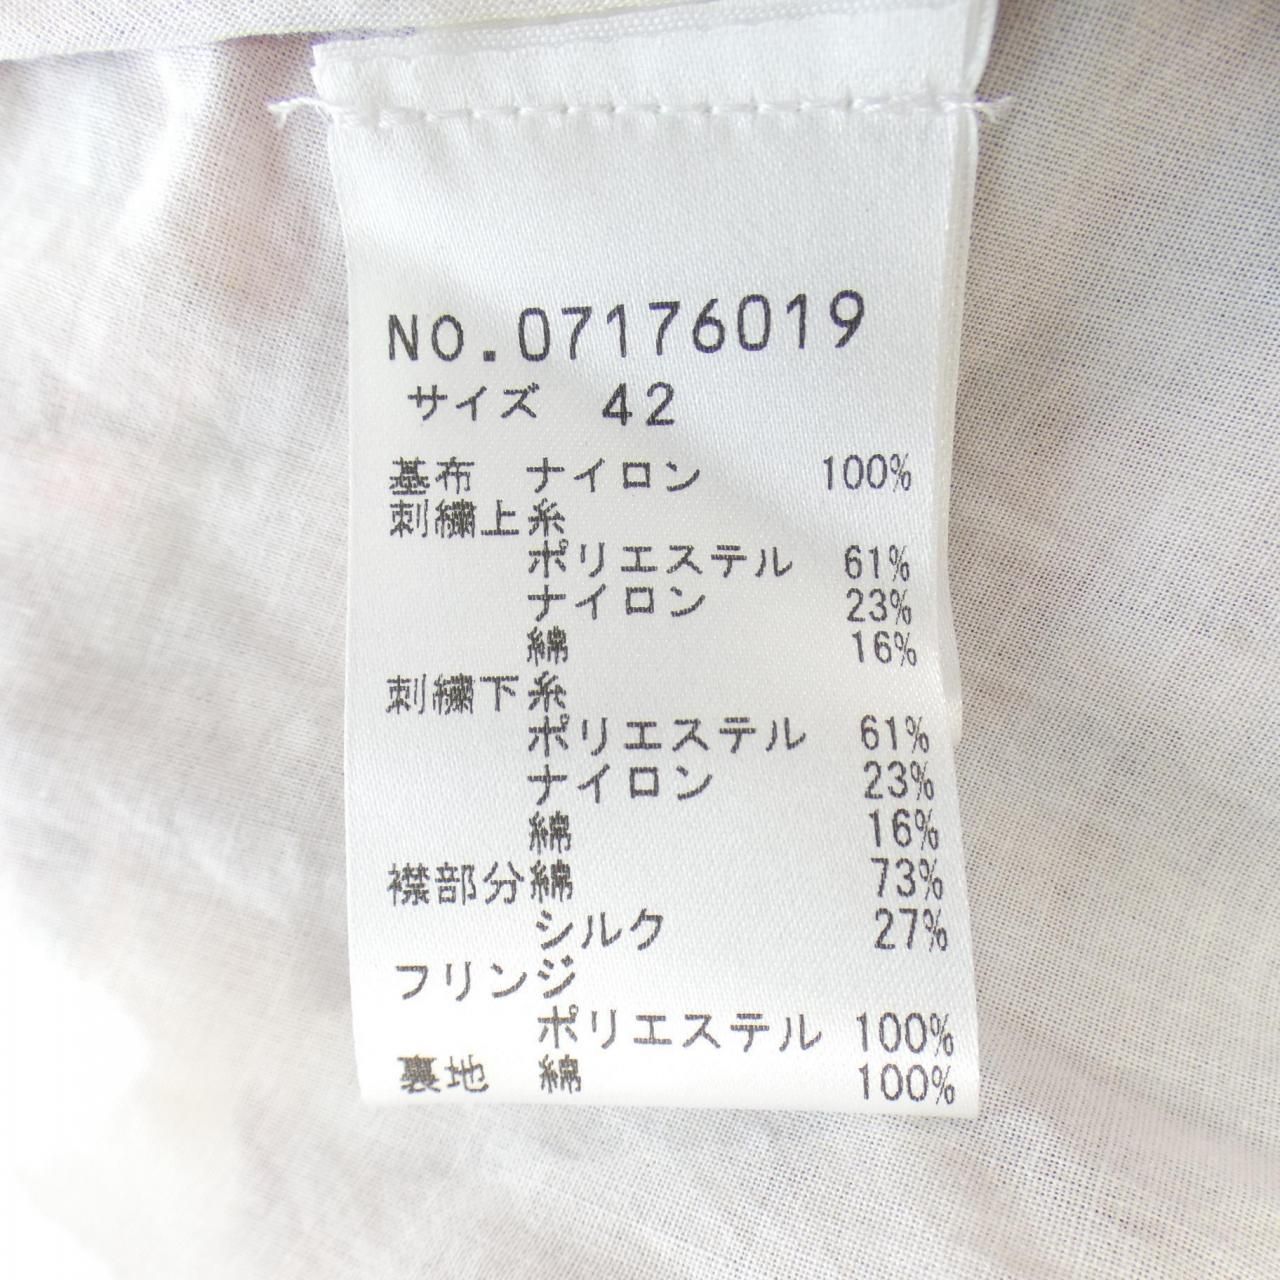 NO.07176019
サイズ 42
基布 ナイロン 100%
刺繍上糸
ポリエステル 61%
ナイロン 23%
綿 16%
刺繍下糸
ポリエステル 61%
ナイロン 23%
綿 16%
襟部分綿 73%
シルク 27%
フリンジ
ポリエステル 100%
裏地 綿 100%